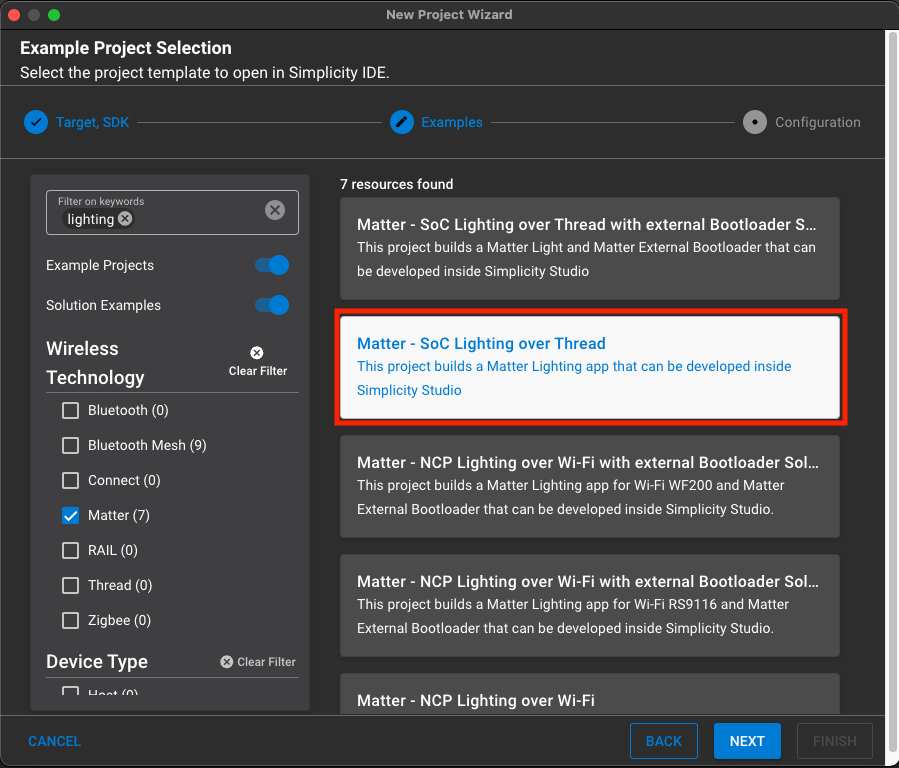 New Project Wizard
Example Project Selection
Select the project template to open in Simplicity IDE.
Target, SDK
Examples
Configuration
Filter on keywords
lighting
Example Projects
Solution Examples
Wireless
Technology
Clear Filter
Bluetooth (0)
Bluetooth Mesh (9)
Connect (0)
Matter (7)
RAIL (0)
Thread (0)
Zigbee (0)
Device Type
Clear Filter
Host (0)
7 resources found
Matter - SoC Lighting over Thread with external Bootloader S...
This project builds a Matter Light and Matter External Bootloader that can
be developed inside Simplicity Studio
Matter - SoC Lighting over Thread
This project builds a Matter Lighting app that can be developed inside
Simplicity Studio
Matter - NCP Lighting over Wi-Fi with external Bootloader Sol...
This project builds a Matter Lighting app for Wi-Fi WF200 and Matter
External Bootloader that can be developed inside Simplicity Studio.
Matter - NCP Lighting over Wi-Fi with external Bootloader Sol...
This project builds a Matter Lighting app for Wi-Fi RS9116 and Matter
External Bootloader that can be developed inside Simplicity Studio.
Matter - NCP Lighting over Wi-Fi
CANCEL
BACK
NEXT
FINISH